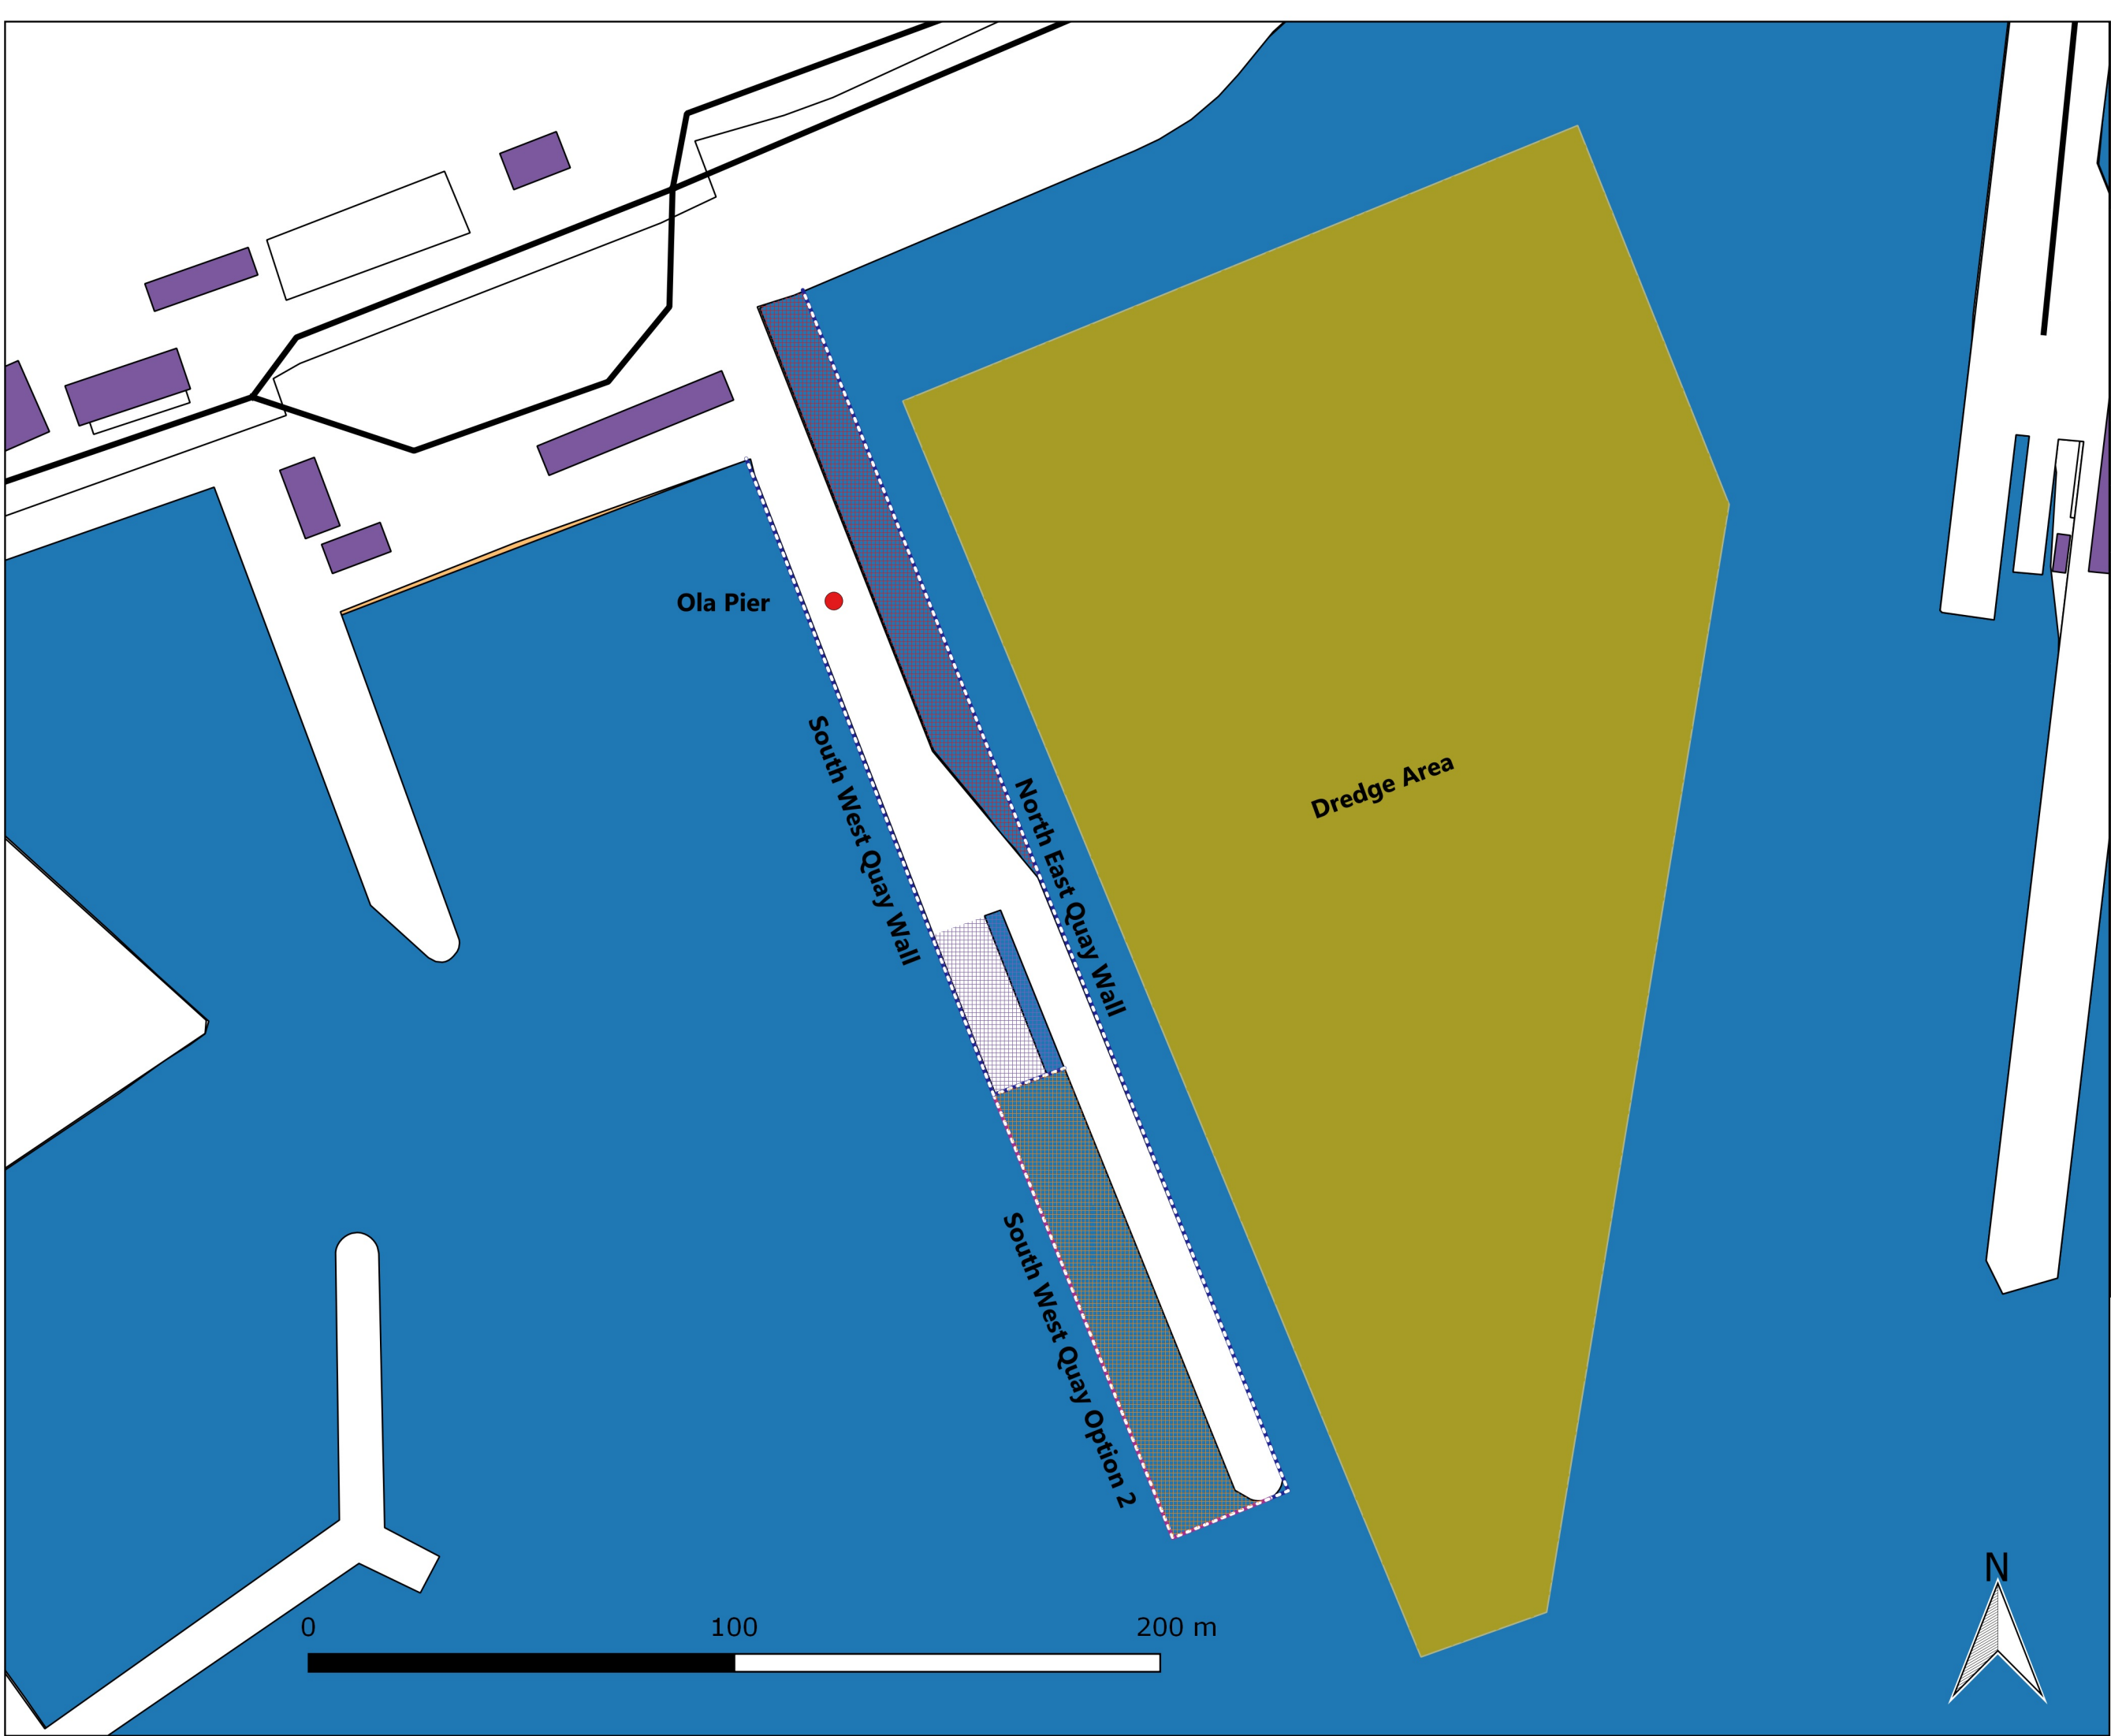 Ola Pier
South West Quay Wall
North East Quay Wall
Dredge Area
South West Quay Option 2
N
0 100 200 m